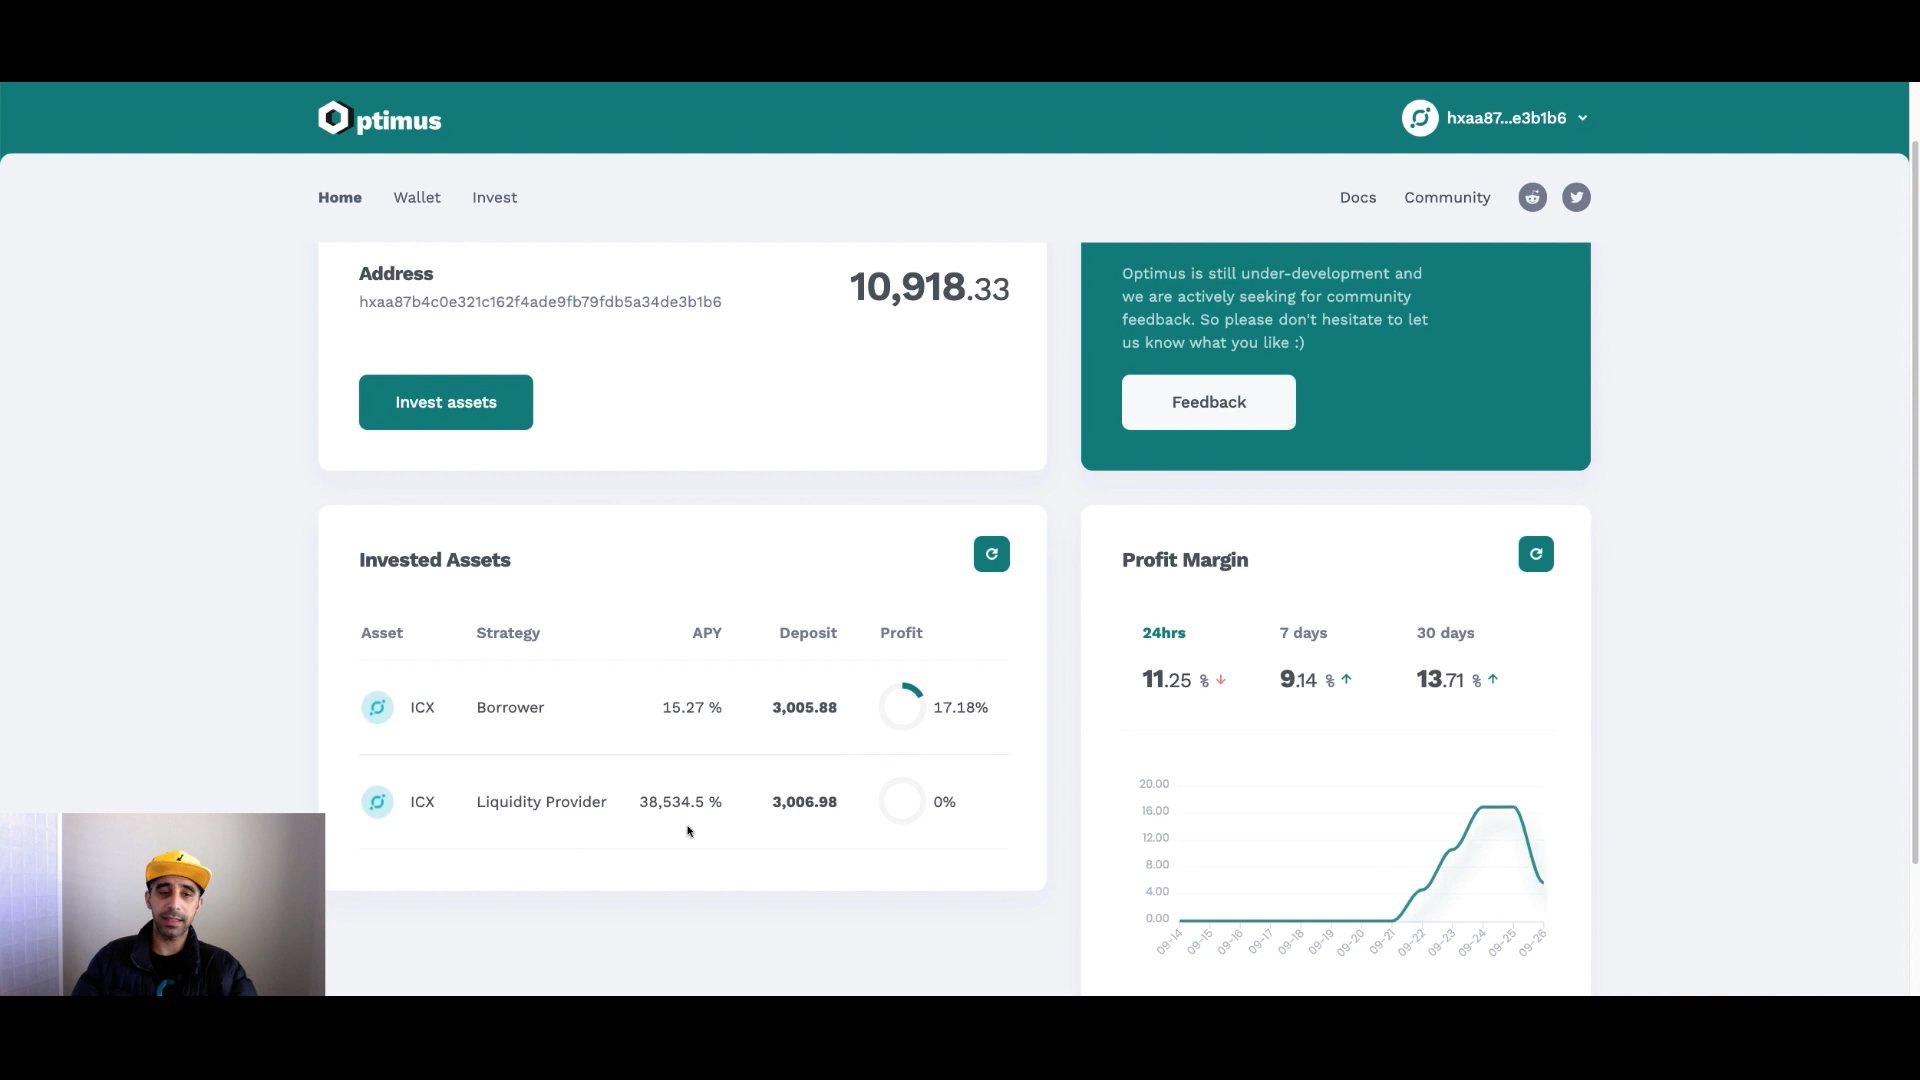 Optimus
hxaa87...e3b1b6
Home Wallet Invest
Docs Community
Address
hxaa87b4c0e321c162f4ade9fb79fdb5a34de3b1b6
10,918.33
Invest assets
Optimus is still under-development and
we are actively seeking for community
feedback. So please don't hesitate to let
us know what you like :)
Feedback
Invested Assets
Asset Strategy APY Deposit Profit
ICX Borrower 15.27 % 3,005.88 17.18%
ICX Liquidity Provider 38,534.5 % 3,006.98 0%
Profit Margin
24hrs 7 days 30 days
11.25 % 9.14 % 13.71 %
20.00
16.00
12.00
8.00
4.00
0.00
09-14 09-15 09-16 09-17 09-18 09-19 09-20 09-21 09-22 09-23 09-24 09-25 09-26